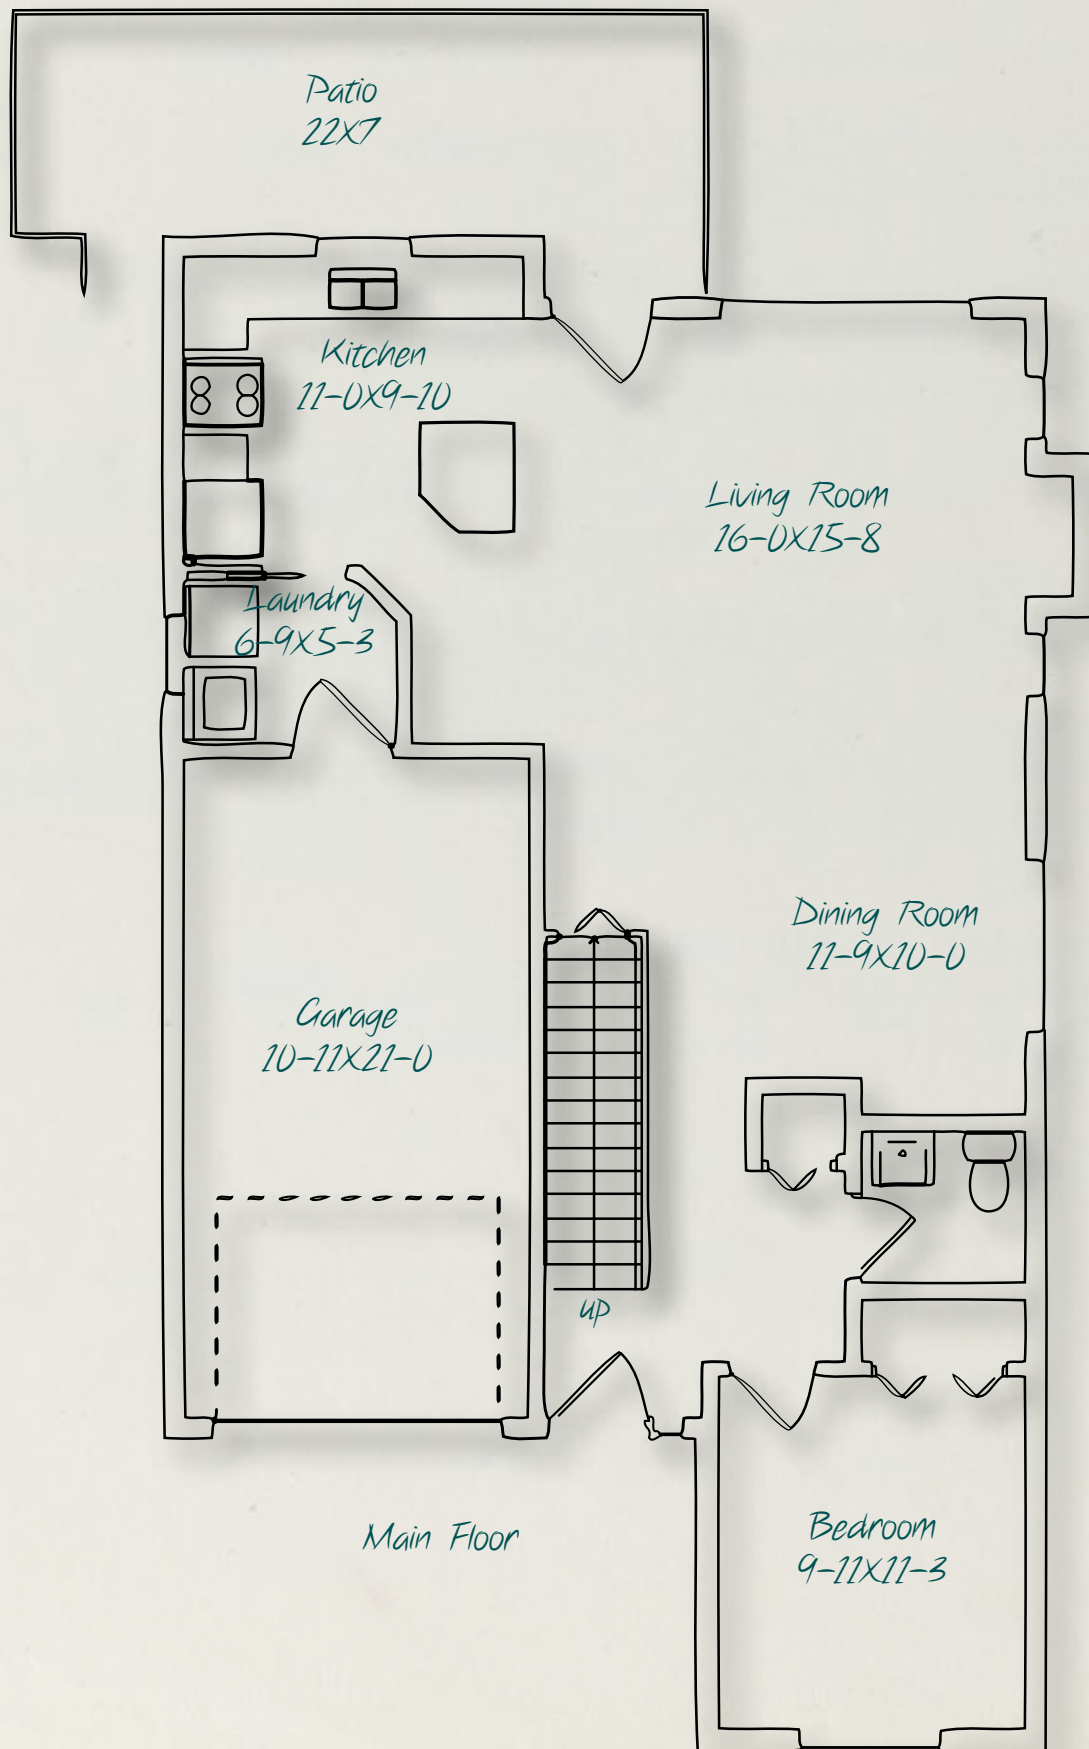 Patio
22X7
Kitchen
11-0X9-10
Living Room
16-0X15-8
Laundry
6-9X5-3
Dining Room
11-9X10-0
Garage
10-11X21-0
up
Main Floor
Bedroom
9-11X11-3